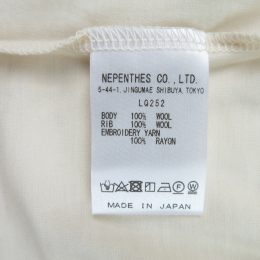 NEPENTHES CO., LTD.
5-44-1, JINGUMAE SHIBUYA, TOKYO
LQ252
BODY 100% WOOL
RIB 100% WOOL
EMBROIDERY YARN
100% RAYON
MADE IN JAPAN